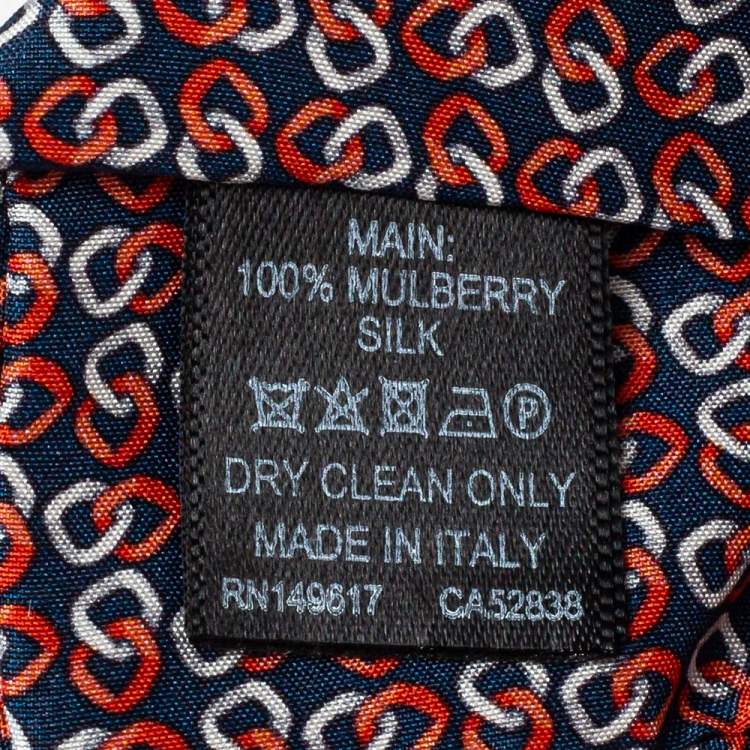 MAIN:
100% MULBERRY
SILK
P
DRY CLEAN ONLY
MADE IN ITALY
RN149617 CA52838